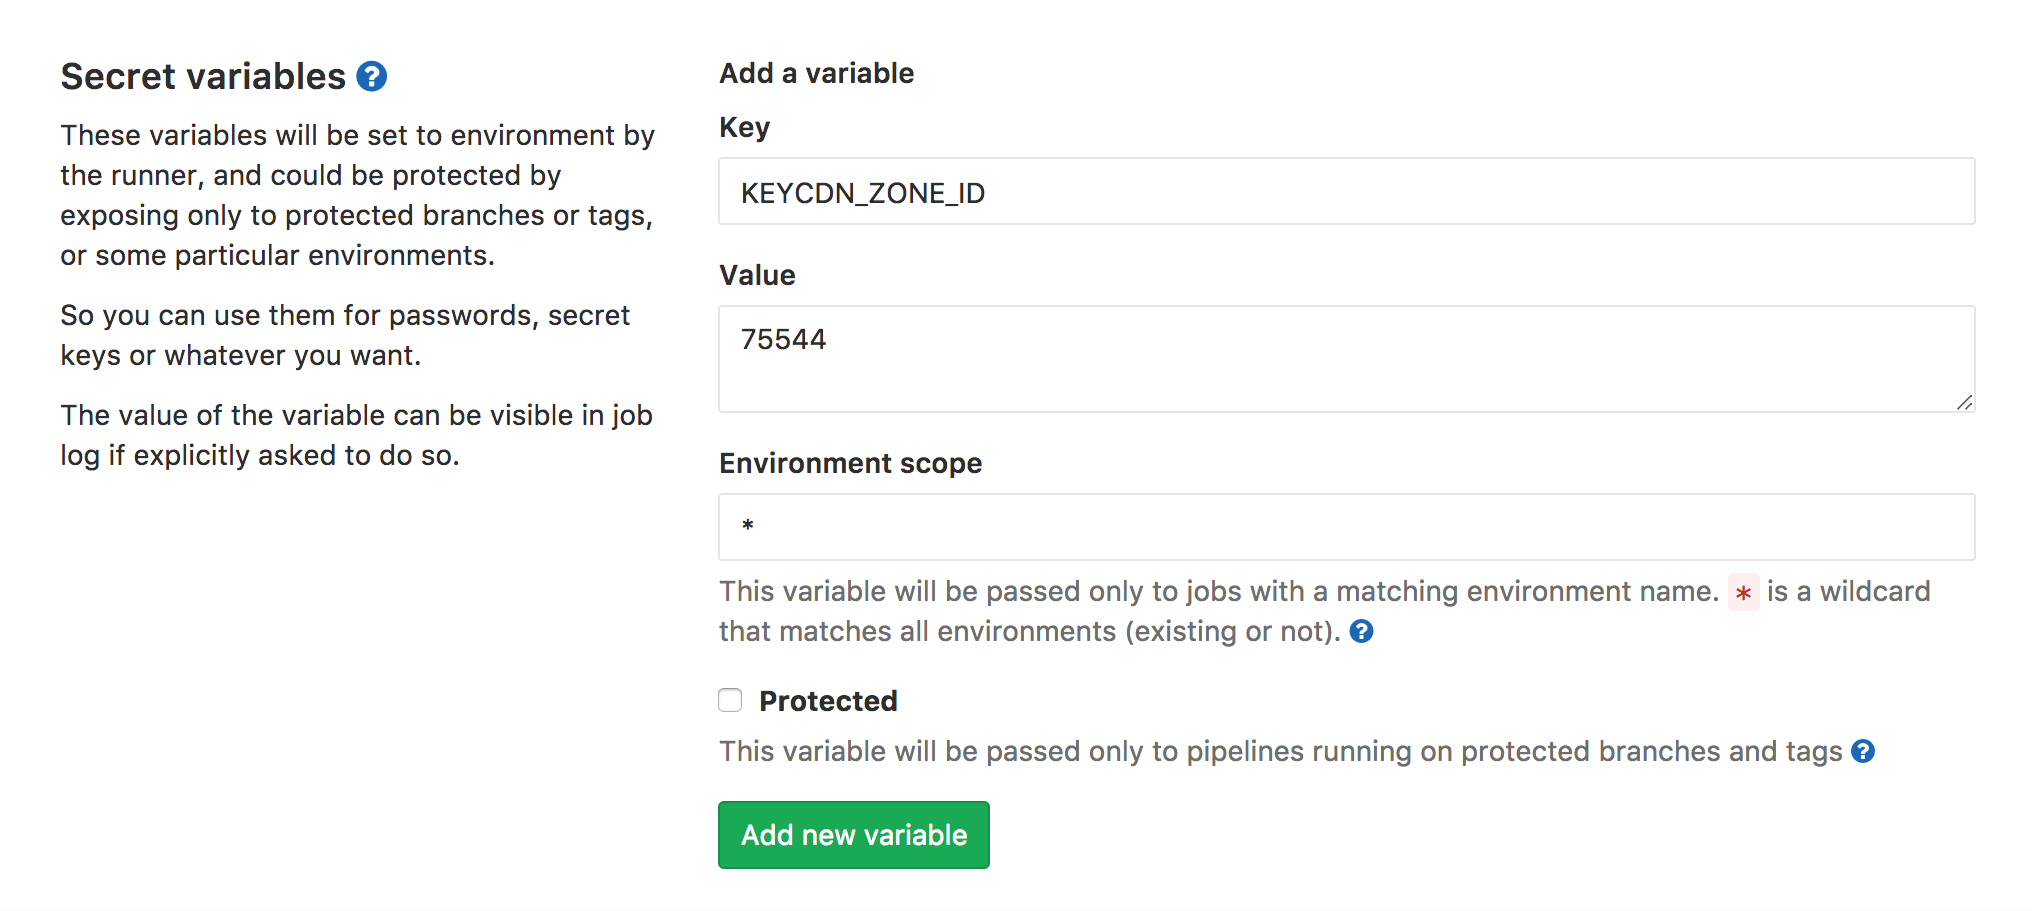 Secret variables ?
These variables will be set to environment by
the runner, and could be protected by
exposing only to protected branches or tags,
or some particular environments.
So you can use them for passwords, secret
keys or whatever you want.
The value of the variable can be visible in job
log if explicitly asked to do so.
Add a variable
Key
KEYCDN_ZONE_ID
Value
75544
Environment scope
*
This variable will be passed only to jobs with a matching environment name. * is a wildcard
that matches all environments (existing or not). ?
Protected
This variable will be passed only to pipelines running on protected branches and tags ?
Add new variable